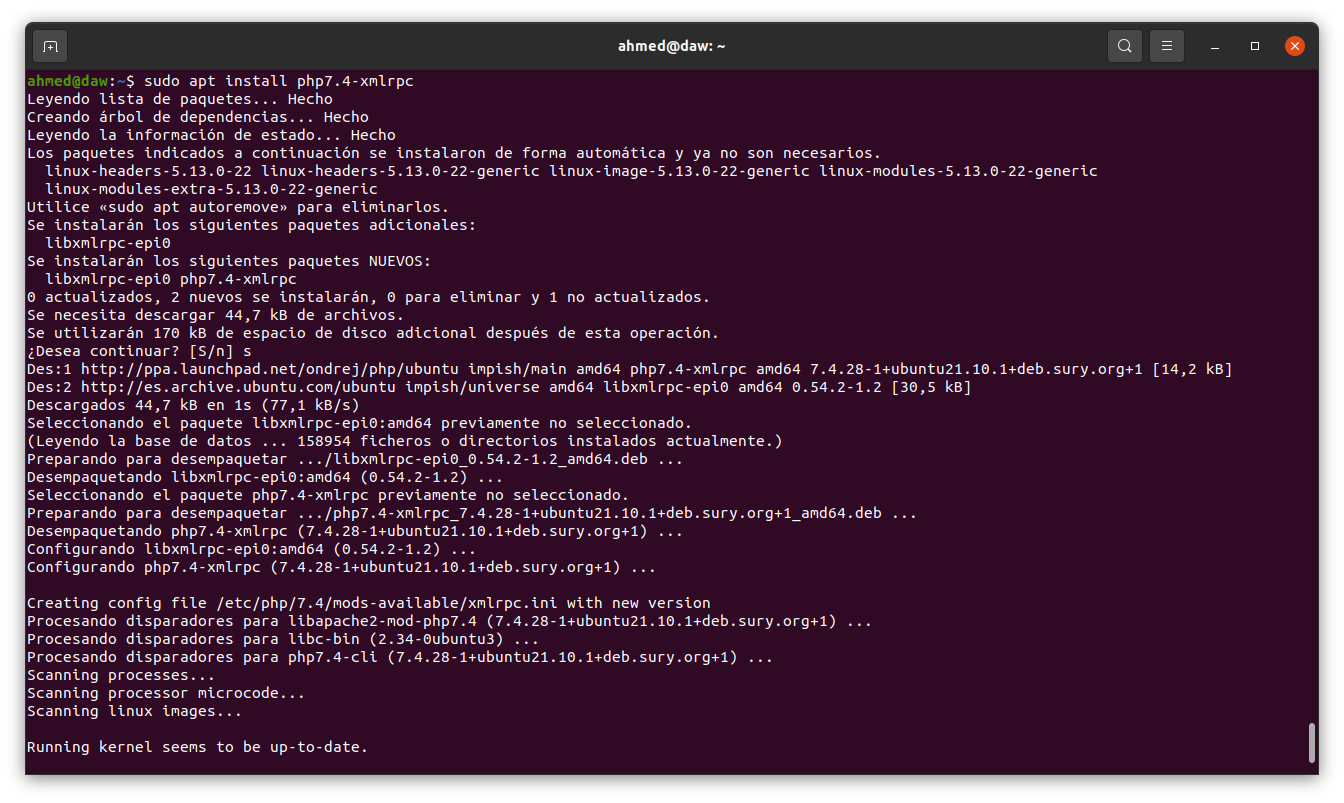 ahmed@daw: ~
ahmed@daw:~$ sudo apt install php7.4-xmlrpc
Leyendo lista de paquetes... Hecho
Creando árbol de dependencias... Hecho
Leyendo la información de estado... Hecho
Los paquetes indicados a continuación se instalaron de forma automática y ya no son necesarios.
  linux-headers-5.13.0-22 linux-headers-5.13.0-22-generic linux-image-5.13.0-22-generic linux-modules-5.13.0-22-generic
  linux-modules-extra-5.13.0-22-generic
Utilice «sudo apt autoremove» para eliminarlos.
Se instalarán los siguientes paquetes adicionales:
  libxmlrpc-epi0
Se instalarán los siguientes paquetes NUEVOS:
  libxmlrpc-epi0 php7.4-xmlrpc
0 actualizados, 2 nuevos se instalarán, 0 para eliminar y 1 no actualizados.
Se necesita descargar 44,7 kB de archivos.
Se utilizarán 170 kB de espacio de disco adicional después de esta operación.
¿Desea continuar? [S/n] s
Des:1 http://ppa.launchpad.net/ondrej/php/ubuntu impish/main amd64 php7.4-xmlrpc amd64 7.4.28-1+ubuntu21.10.1+deb.sury.org+1 [14,2 kB]
Des:2 http://es.archive.ubuntu.com/ubuntu impish/universe amd64 libxmlrpc-epi0 amd64 0.54.2-1.2 [30,5 kB]
Descargados 44,7 kB en 1s (77,1 kB/s)
Seleccionando el paquete libxmlrpc-epi0:amd64 previamente no seleccionado.
(Leyendo la base de datos ... 158954 ficheros o directorios instalados actualmente.)
Preparando para desempaquetar .../libxmlrpc-epi0_0.54.2-1.2_amd64.deb ...
Desempaquetando libxmlrpc-epi0:amd64 (0.54.2-1.2) ...
Seleccionando el paquete php7.4-xmlrpc previamente no seleccionado.
Preparando para desempaquetar .../php7.4-xmlrpc_7.4.28-1+ubuntu21.10.1+deb.sury.org+1_amd64.deb ...
Desempaquetando php7.4-xmlrpc (7.4.28-1+ubuntu21.10.1+deb.sury.org+1) ...
Configurando libxmlrpc-epi0:amd64 (0.54.2-1.2) ...
Configurando php7.4-xmlrpc (7.4.28-1+ubuntu21.10.1+deb.sury.org+1) ...

Creating config file /etc/php/7.4/mods-available/xmlrpc.ini with new version
Procesando disparadores para libapache2-mod-php7.4 (7.4.28-1+ubuntu21.10.1+deb.sury.org+1) ...
Procesando disparadores para libc-bin (2.34-0ubuntu3) ...
Procesando disparadores para php7.4-cli (7.4.28-1+ubuntu21.10.1+deb.sury.org+1) ...
Scanning processes...
Scanning processor microcode...
Scanning linux images...

Running kernel seems to be up-to-date.